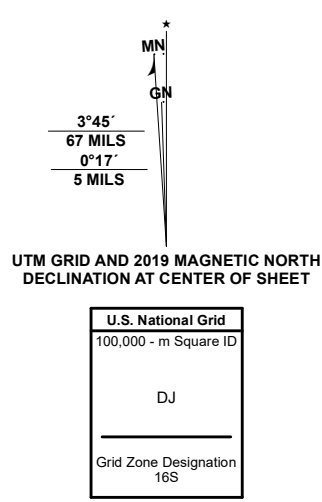 MN
GN
3°45´
67 MILS
0°17´
5 MILS
UTM GRID AND 2019 MAGNETIC NORTH
DECLINATION AT CENTER OF SHEET
U.S. National Grid
100,000 - m Square ID
DJ
Grid Zone Designation
16S